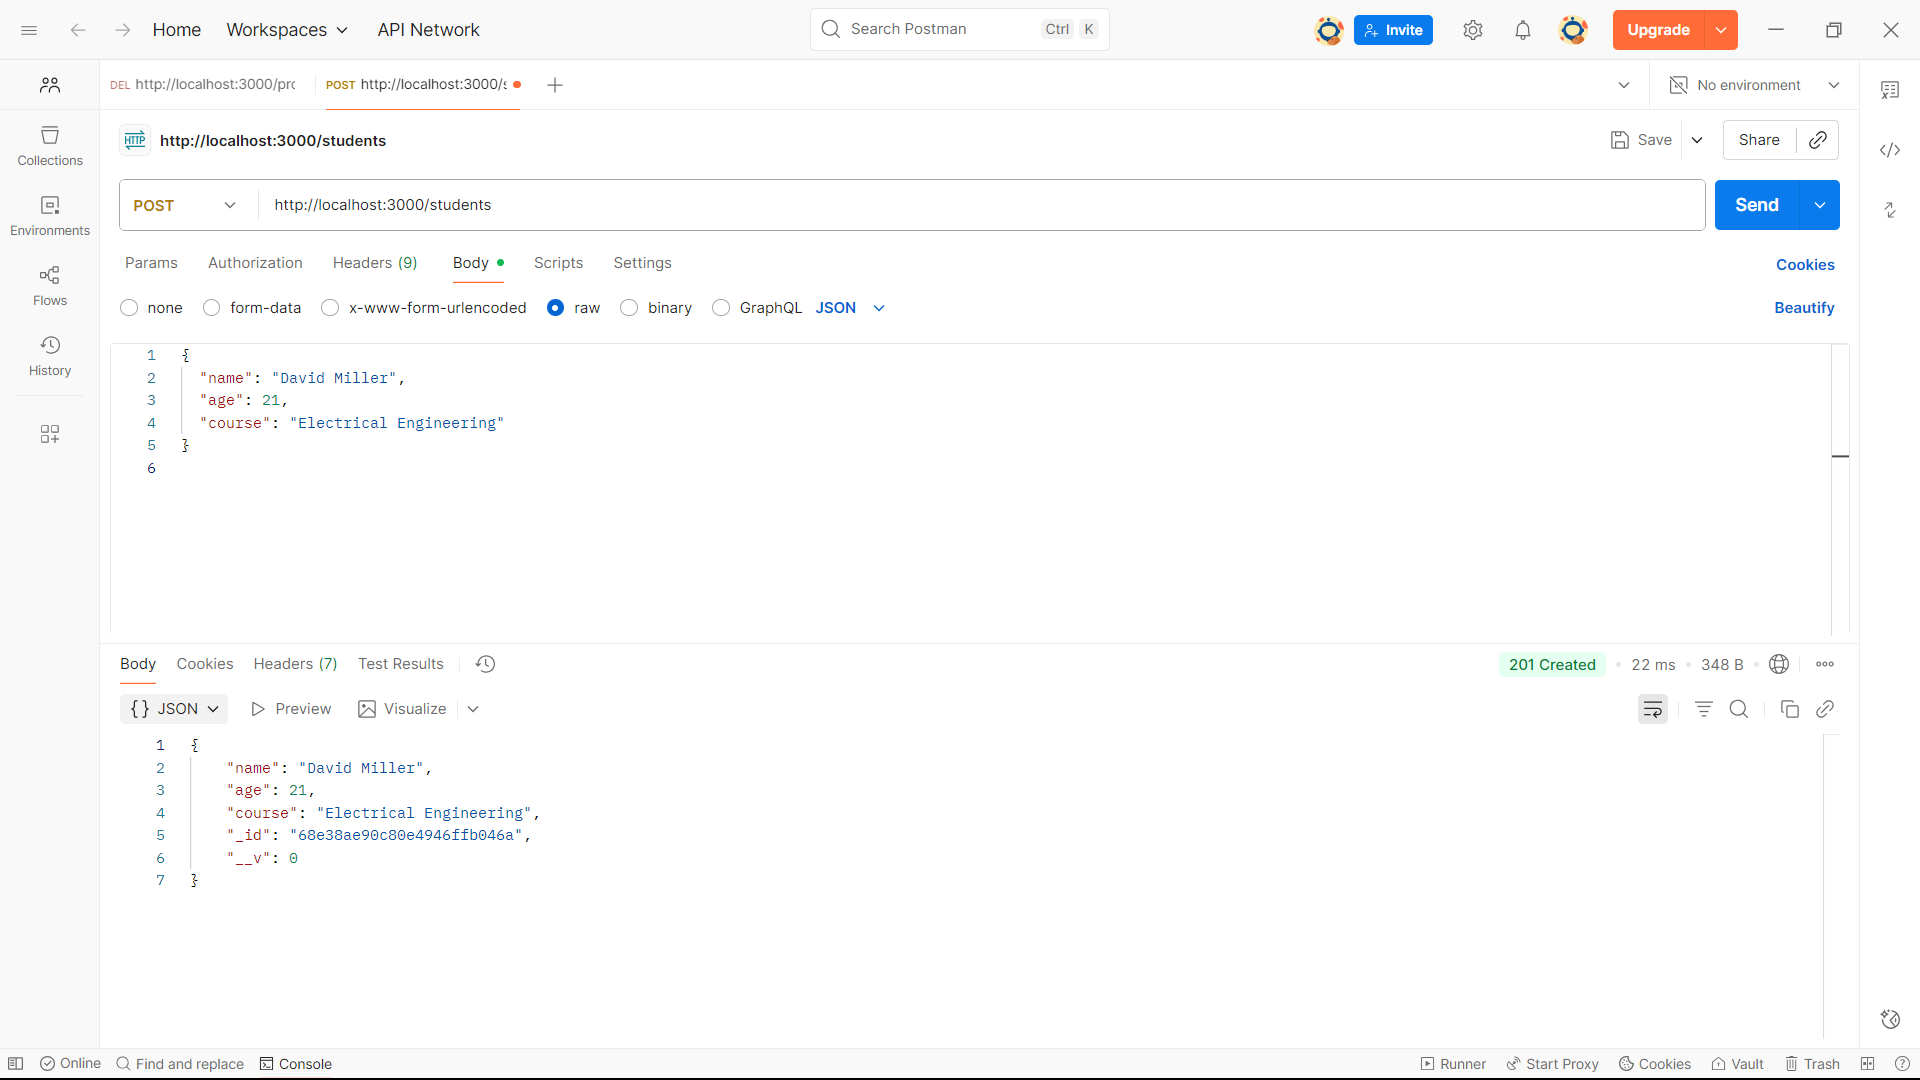 Home Workspaces API Network Search Postman Ctrl K Invite Upgrade
DEL http://localhost:3000/pro POST http://localhost:3000/s No environment
HTTP http://localhost:3000/students Save Share
POST http://localhost:3000/students Send
Collections
Environments
Flows
History
Params Authorization Headers (9) Body Scripts Settings Cookies
none form-data x-www-form-urlencoded raw binary GraphQL JSON Beautify
1 {
2 "name": "David Miller",
3 "age": 21,
4 "course": "Electrical Engineering"
5 }
6
Body Cookies Headers (7) Test Results 201 Created 22 ms 348 B
{} JSON Preview Visualize
1 {
2 "name": "David Miller",
3 "age": 21,
4 "course": "Electrical Engineering",
5 "_id": "68e38ae90c80e4946ffb046a",
6 "__v": 0
7 }
Online Find and replace Console Runner Start Proxy Cookies Vault Trash